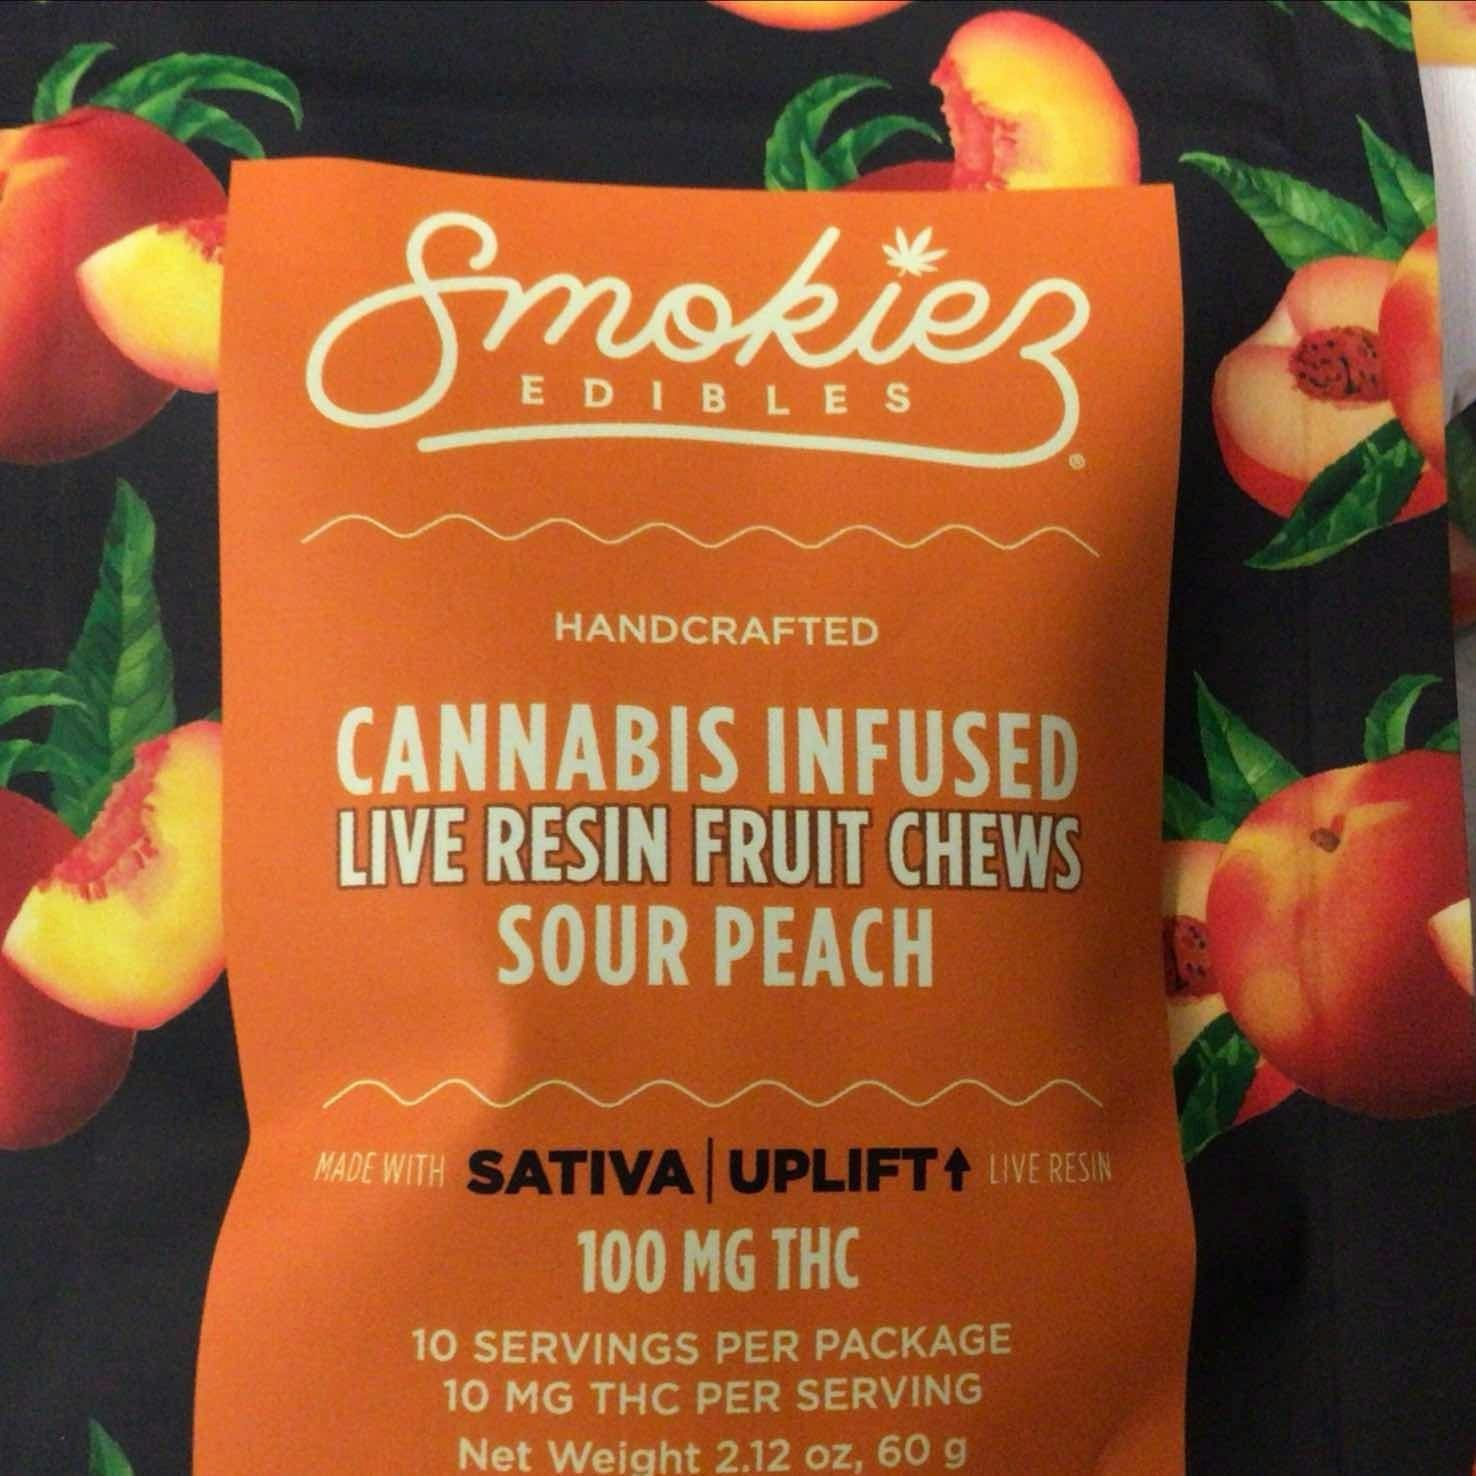 Smokiez
EDIBLES
®
HANDCRAFTED
CANNABIS INFUSED
LIVE RESIN FRUIT CHEWS
SOUR PEACH
MADE WITH SATIVA | UPLIFT↑ LIVE RESIN
100 MG THC
10 SERVINGS PER PACKAGE
10 MG THC PER SERVING
Net Weight 2.12 oz, 60 g